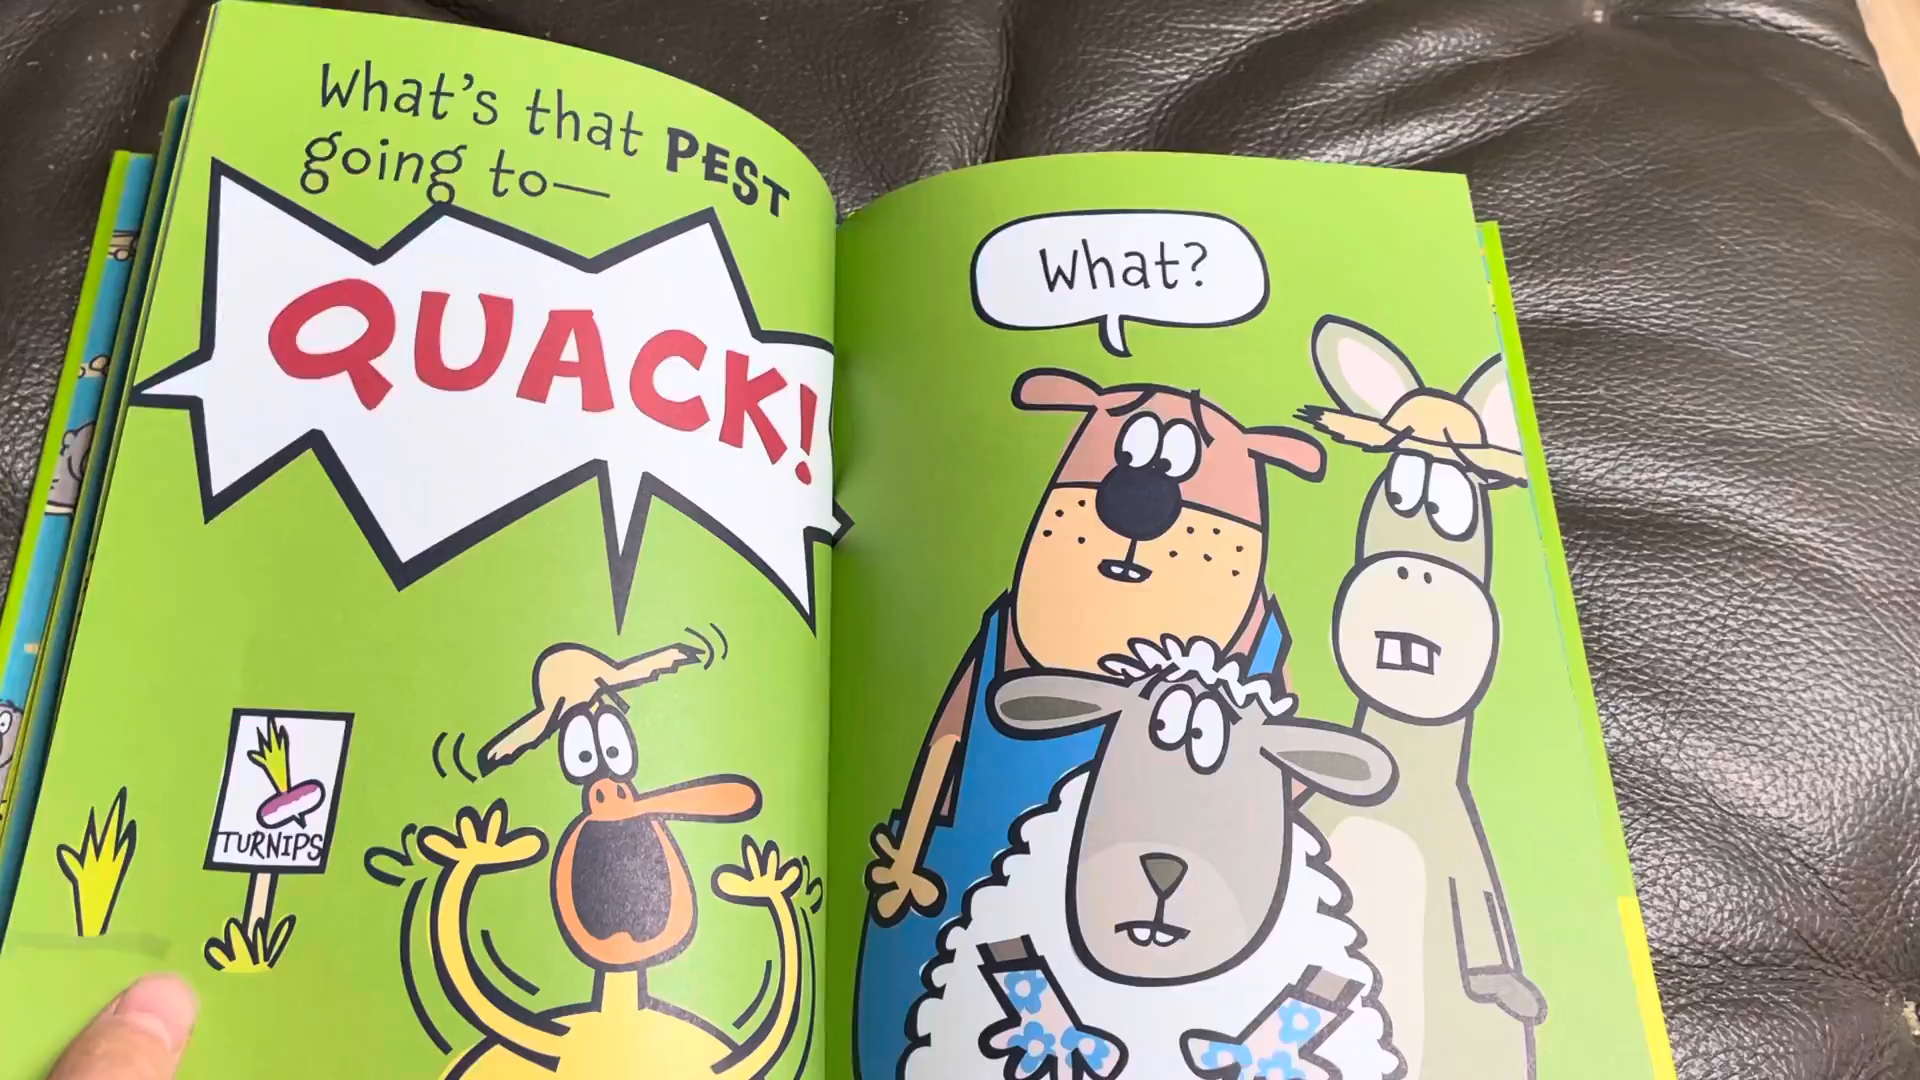 What's that PEST
going to—
QUACK!
TURNIPS
What?